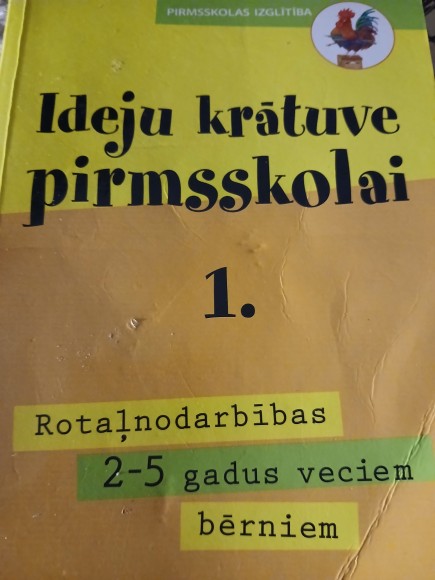 PIRMSSKOLAS IZGLĪTĪBA
Ideju krātuve
pirmsskolai
1.
Rotaļnodarbības
2-5 gadus veciem
bērniem